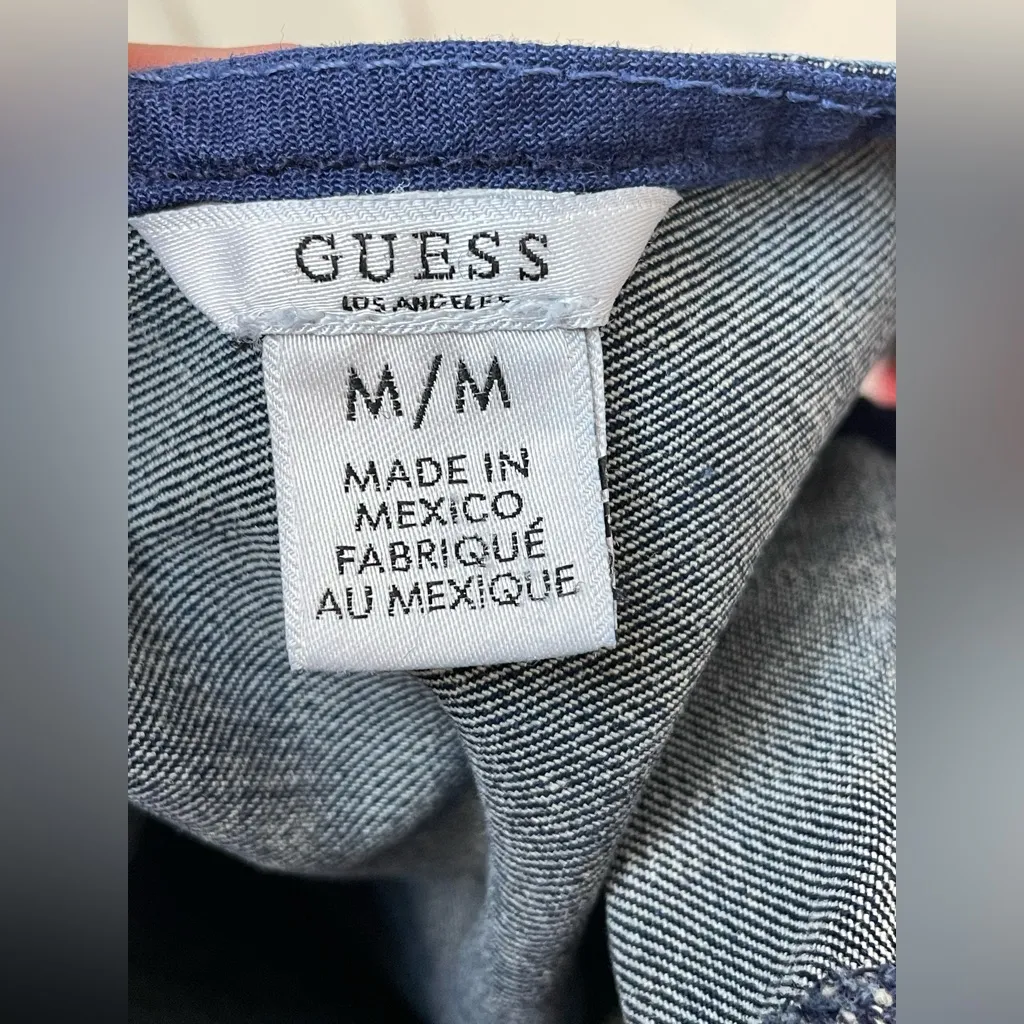 GUESS
LOS ANGELES
M/M
MADE IN
MEXICO
FABRIQUÉ
AU MEXIQUE